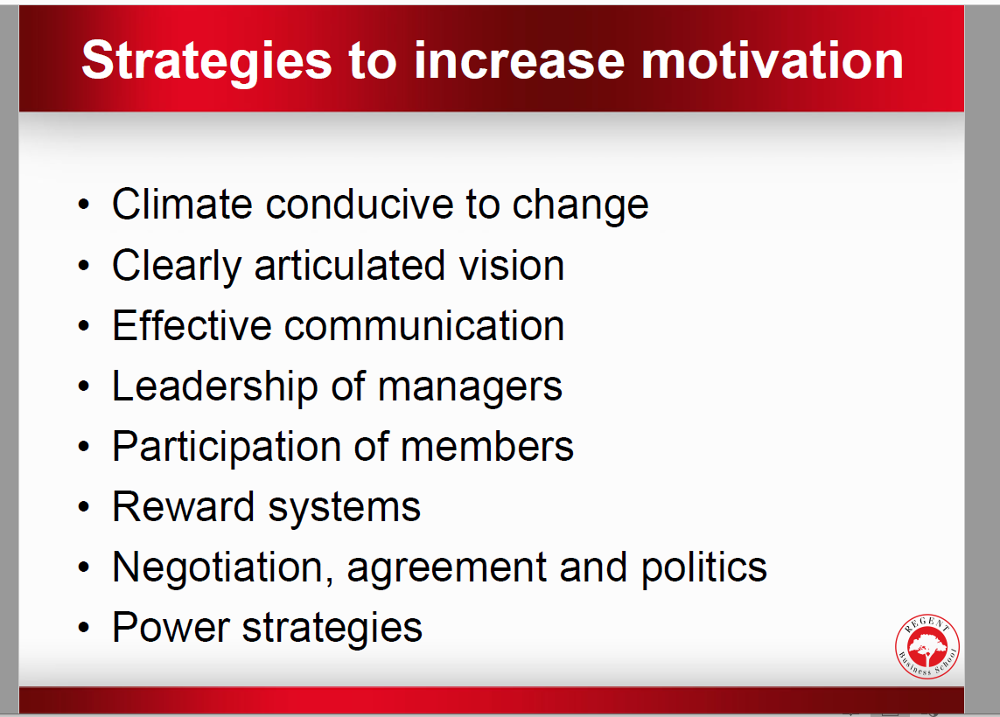 Strategies to increase motivation
• Climate conducive to change
• Clearly articulated vision
• Effective communication
• Leadership of managers
• Participation of members
• Reward systems
• Negotiation, agreement and politics
• Power strategies
REGENT
Business School